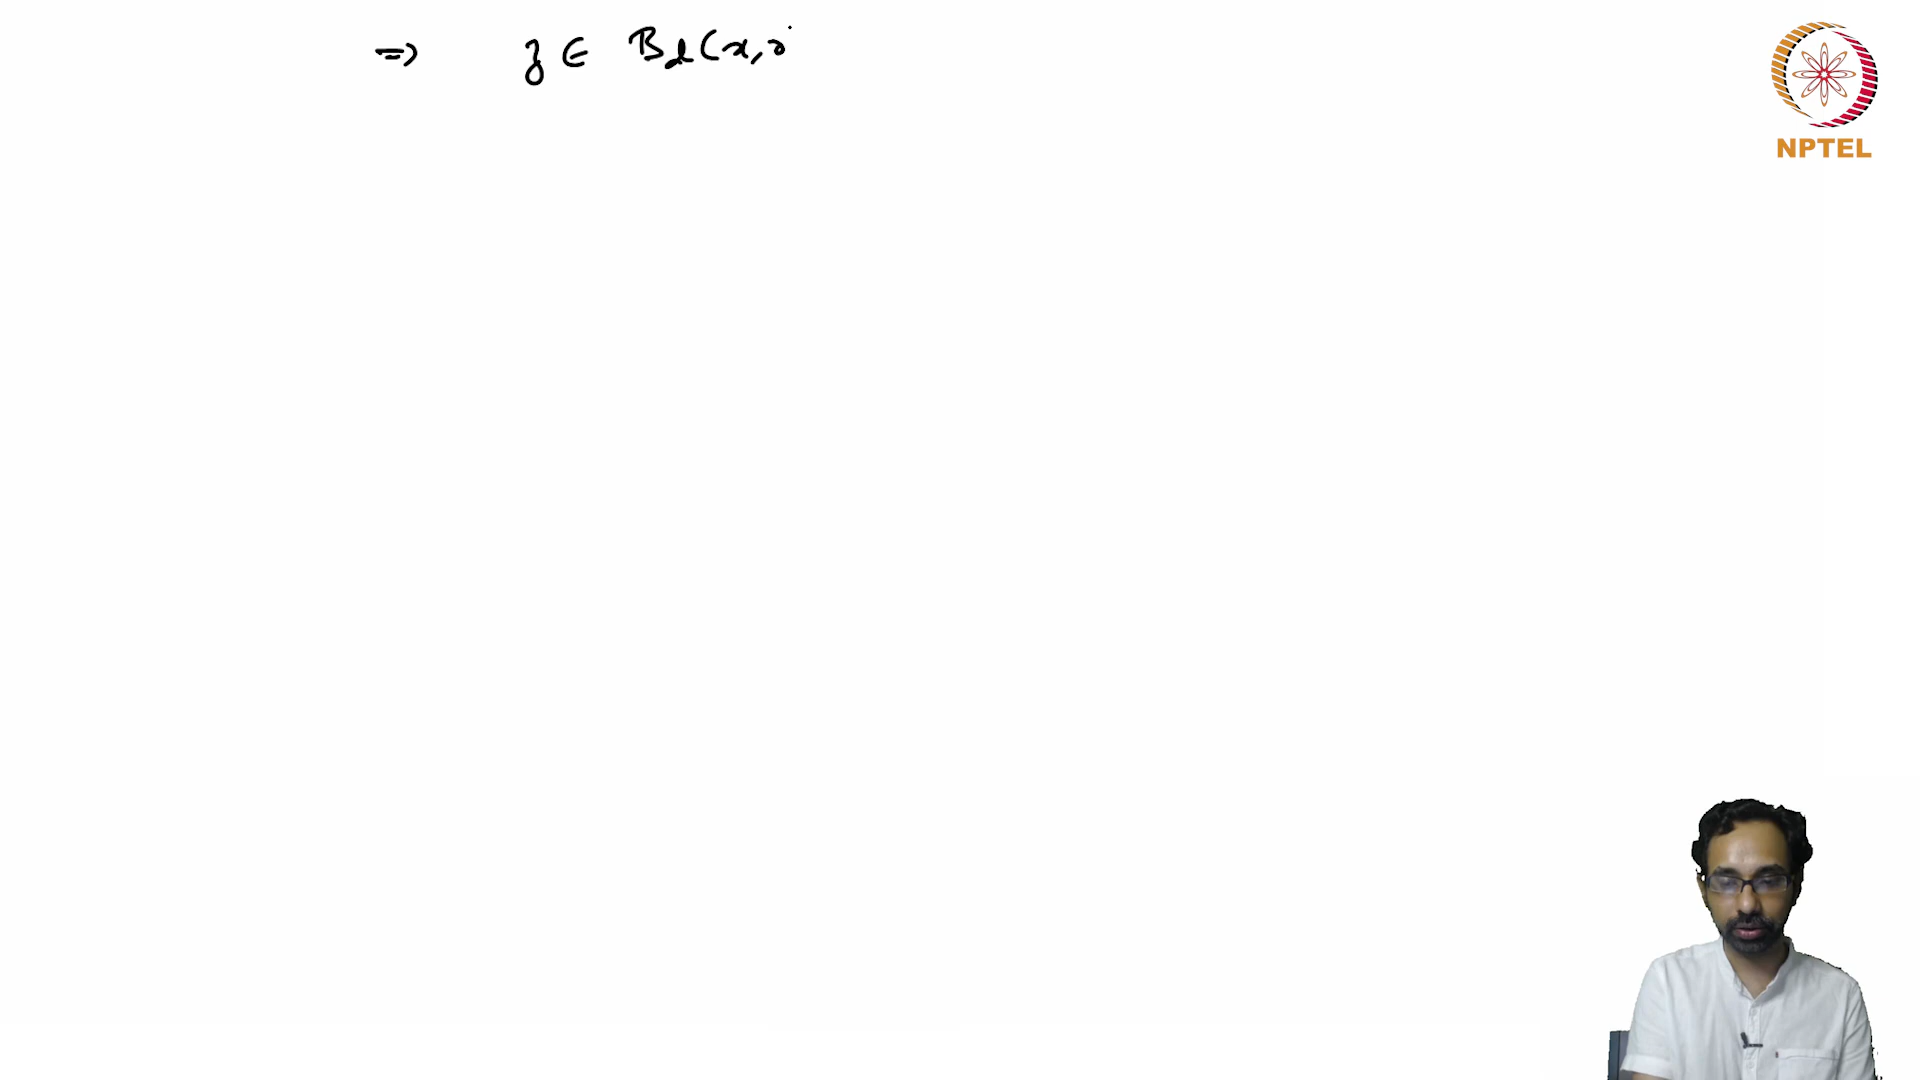 ⇒ z ∈ B_d(x, r
NPTEL